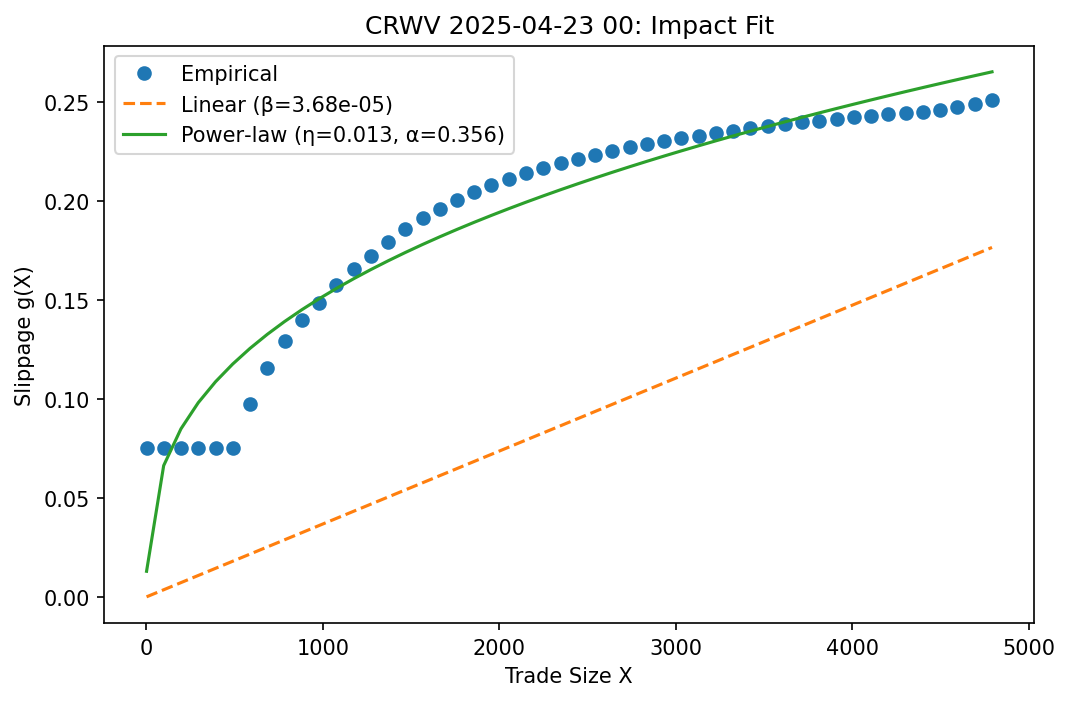 CRWV 2025-04-23 00: Impact Fit
Empirical
Linear (β=3.68e-05)
Power-law (η=0.013, α=0.356)
Slippage g(X)
0.25
0.20
0.15
0.10
0.05
0.00
0 1000 2000 3000 4000 5000
Trade Size X